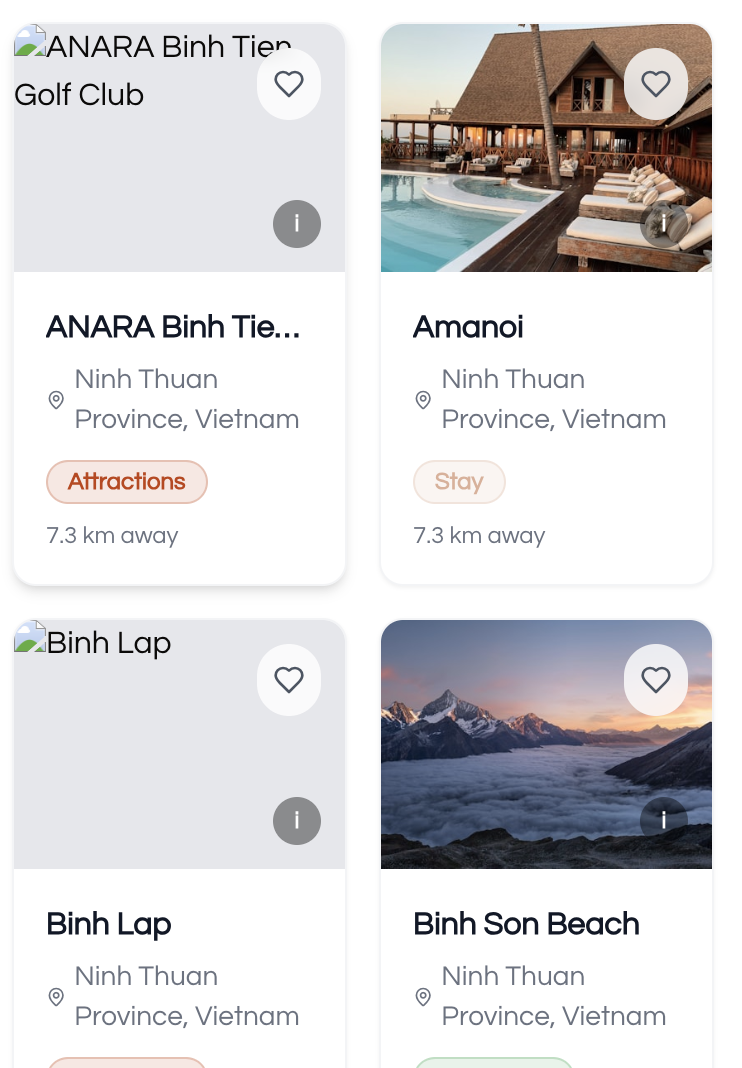 ANARA Binh Tien
Golf Club
i
i
ANARA Binh Tie...
Ninh Thuan
Province, Vietnam
Attractions
7.3 km away
Amanoi
Ninh Thuan
Province, Vietnam
Stay
7.3 km away
Binh Lap
i
i
Binh Lap
Ninh Thuan
Province, Vietnam
Binh Son Beach
Ninh Thuan
Province, Vietnam